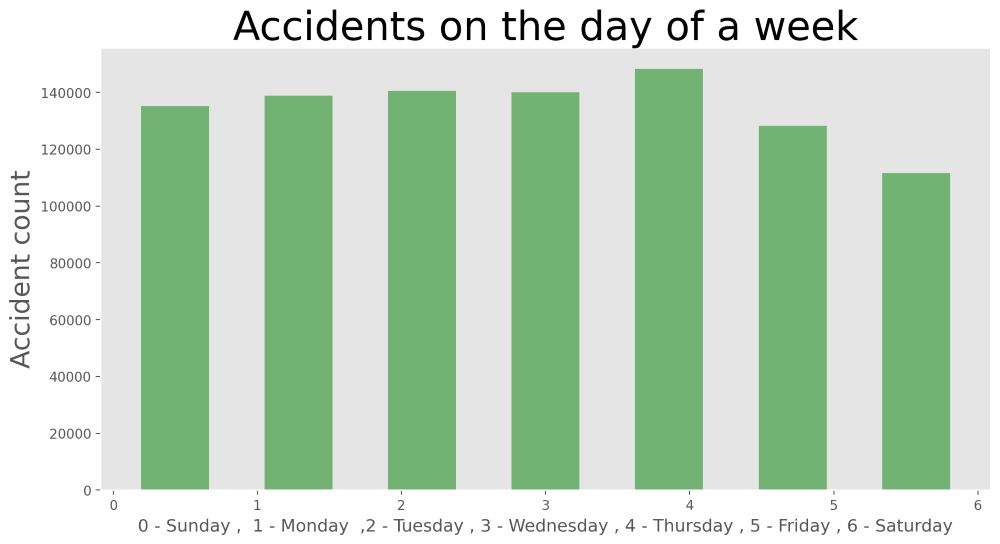 Accidents on the day of a week
Accident count
140000
120000
100000
80000
60000
40000
20000
0
0 1 2 3 4 5 6
0 - Sunday ,  1 - Monday  ,2 - Tuesday , 3 - Wednesday , 4 - Thursday , 5 - Friday , 6 - Saturday